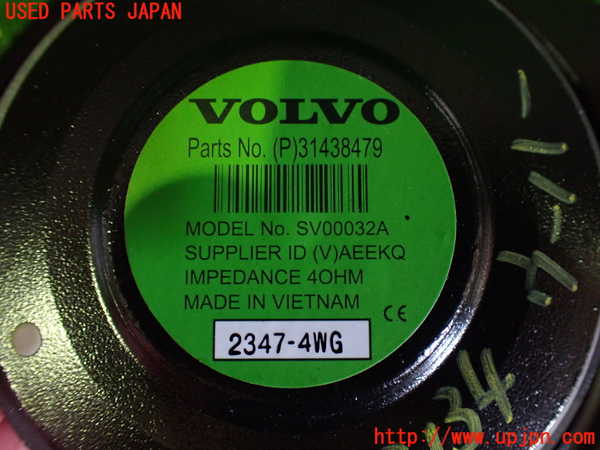 USED PARTS JAPAN
VOLVO
Parts No. (P)31438479
MODEL No. SV00032A
SUPPLIER ID (V)AEEKQ
IMPEDANCE 4OHM
MADE IN VIETNAM
CE
2347-4WG
http://www.upjpn.com